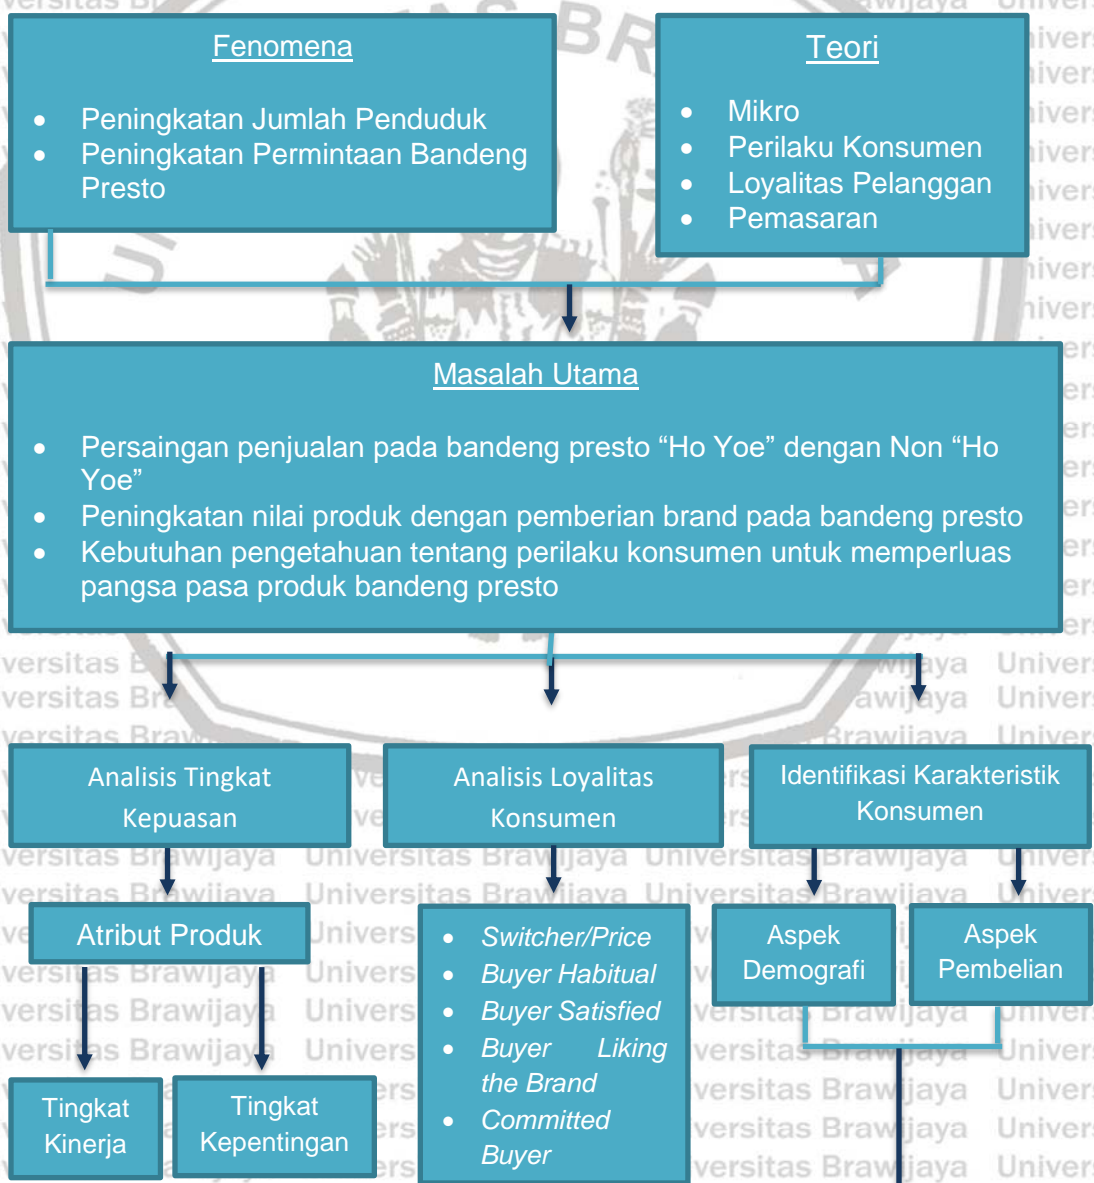 Fenomena
• Peningkatan Jumlah Penduduk
• Peningkatan Permintaan Bandeng
Presto
Teori
• Mikro
• Perilaku Konsumen
• Loyalitas Pelanggan
• Pemasaran
Masalah Utama
• Persaingan penjualan pada bandeng presto “Ho Yoe” dengan Non “Ho
Yoe”
• Peningkatan nilai produk dengan pemberian brand pada bandeng presto
• Kebutuhan pengetahuan tentang perilaku konsumen untuk memperluas
pangsa pasa produk bandeng presto
Analisis Tingkat
Kepuasan
Analisis Loyalitas
Konsumen
Identifikasi Karakteristik
Konsumen
Atribut Produk
• Switcher/Price
• Buyer Habitual
• Buyer Satisfied
• Buyer Liking
the Brand
• Committed
Buyer
Aspek
Demografi
Aspek
Pembelian
Tingkat
Kinerja
Tingkat
Kepentingan